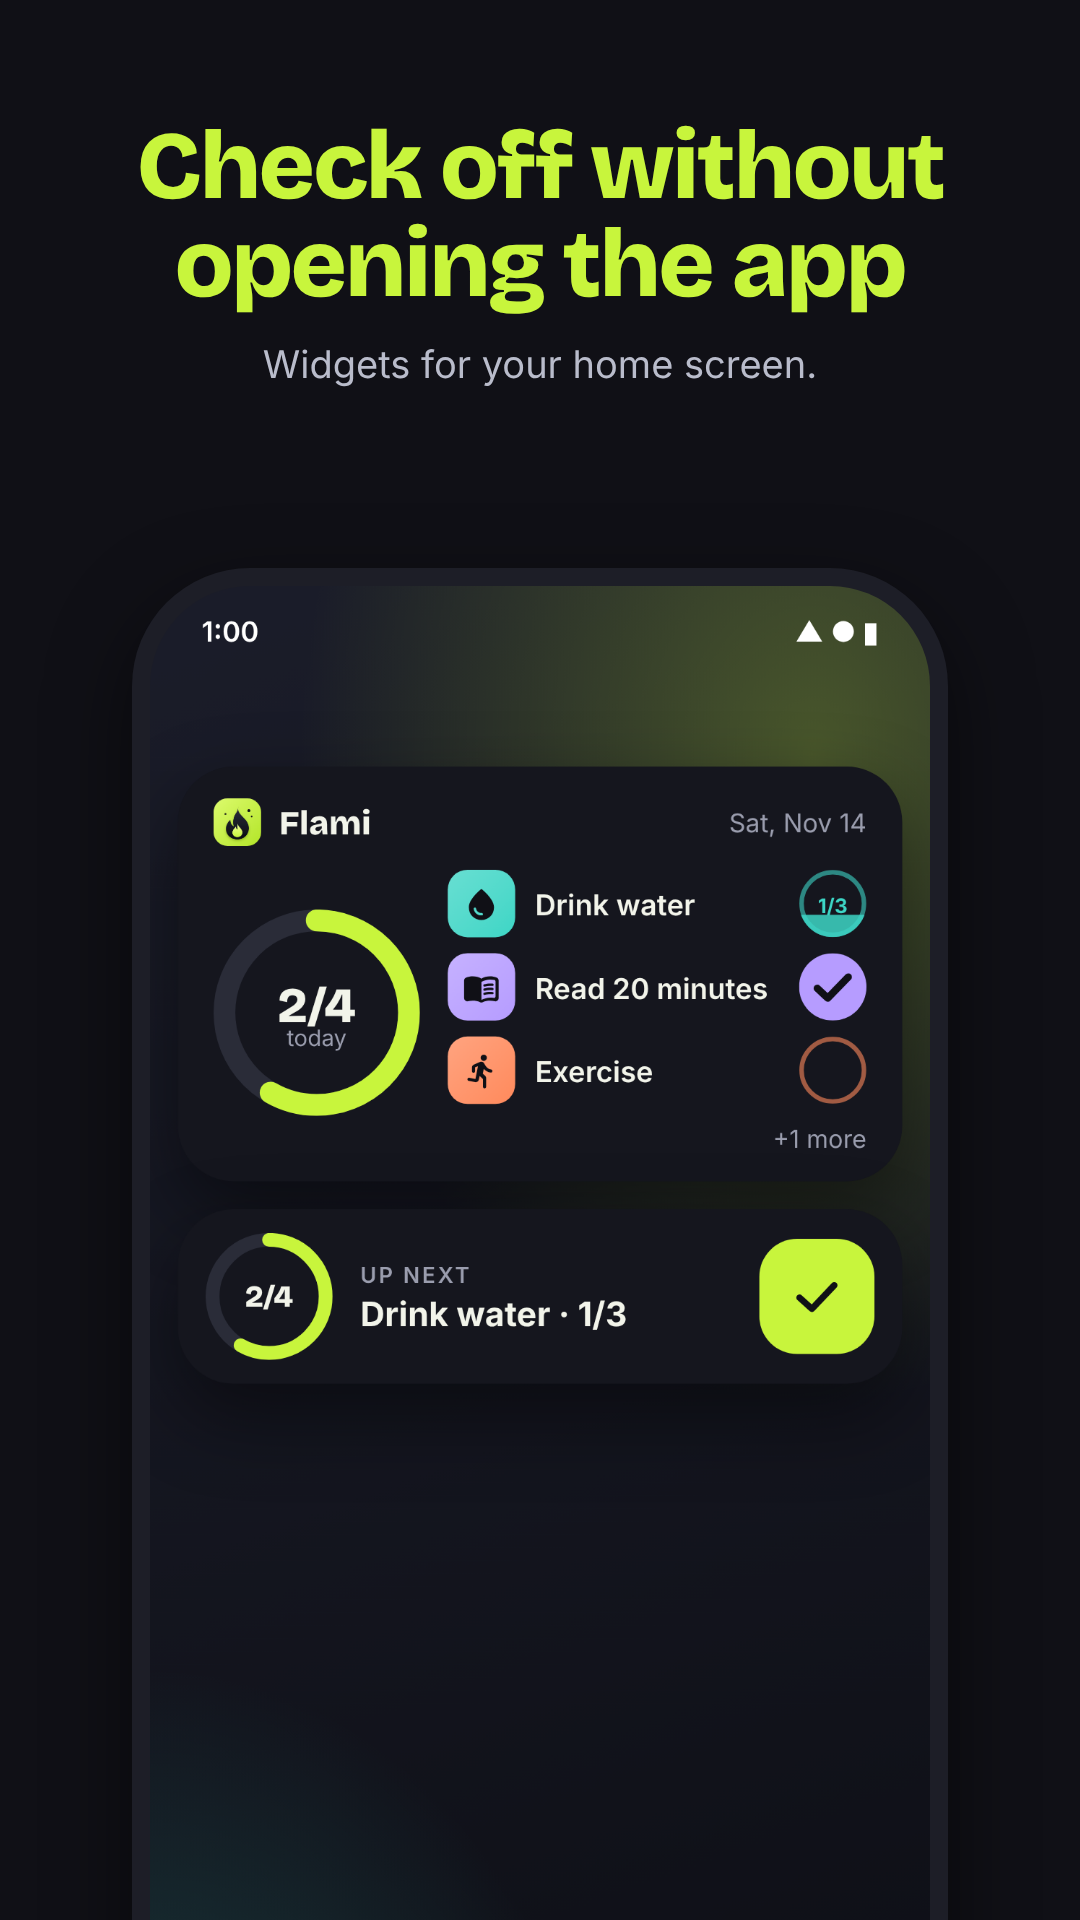 Check off without
opening the app
Widgets for your home screen.
1:00
Flami
Sat, Nov 14
2/4
today
Drink water
1/3
Read 20 minutes
Exercise
+1 more
2/4
UP NEXT
Drink water · 1/3